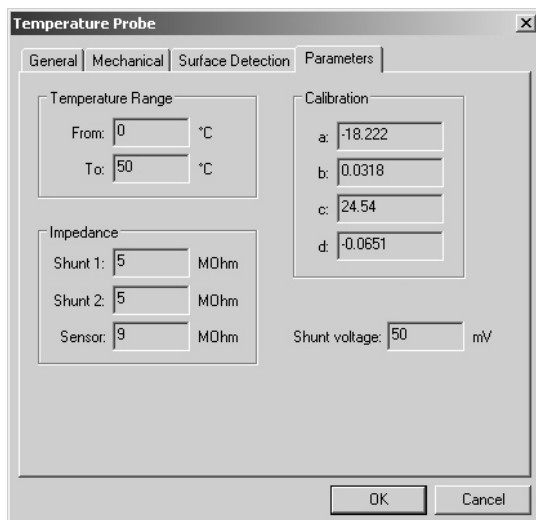 Temperature Probe
General Mechanical Surface Detection Parameters
Temperature Range
From: 0 °C
To: 50 °C
Impedance
Shunt 1: 5 MOhm
Shunt 2: 5 MOhm
Sensor: 9 MOhm
Calibration
a: -18.222
b: 0.0318
c: 24.54
d: -0.0651
Shunt voltage: 50 mV
OK Cancel